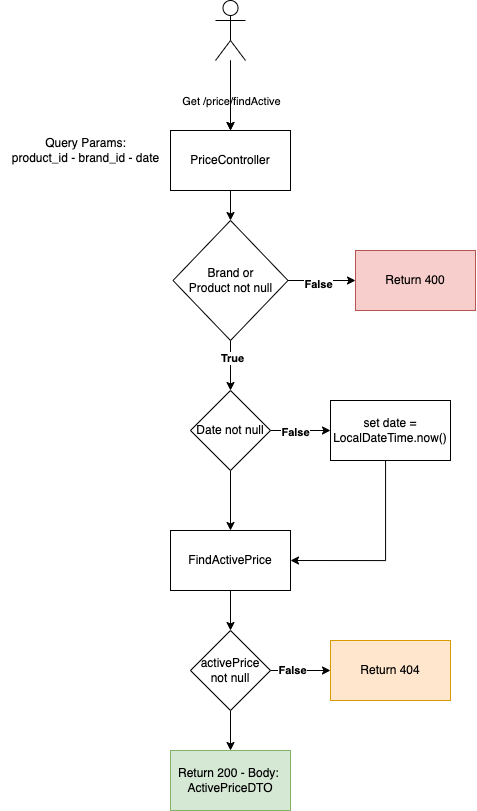 Get /price/findActive
Query Params:
product_id - brand_id - date
PriceController
Brand or
Product not null
False
Return 400
True
Date not null
False
set date =
LocalDateTime.now()
FindActivePrice
activePrice
not null
False
Return 404
Return 200 - Body:
ActivePriceDTO